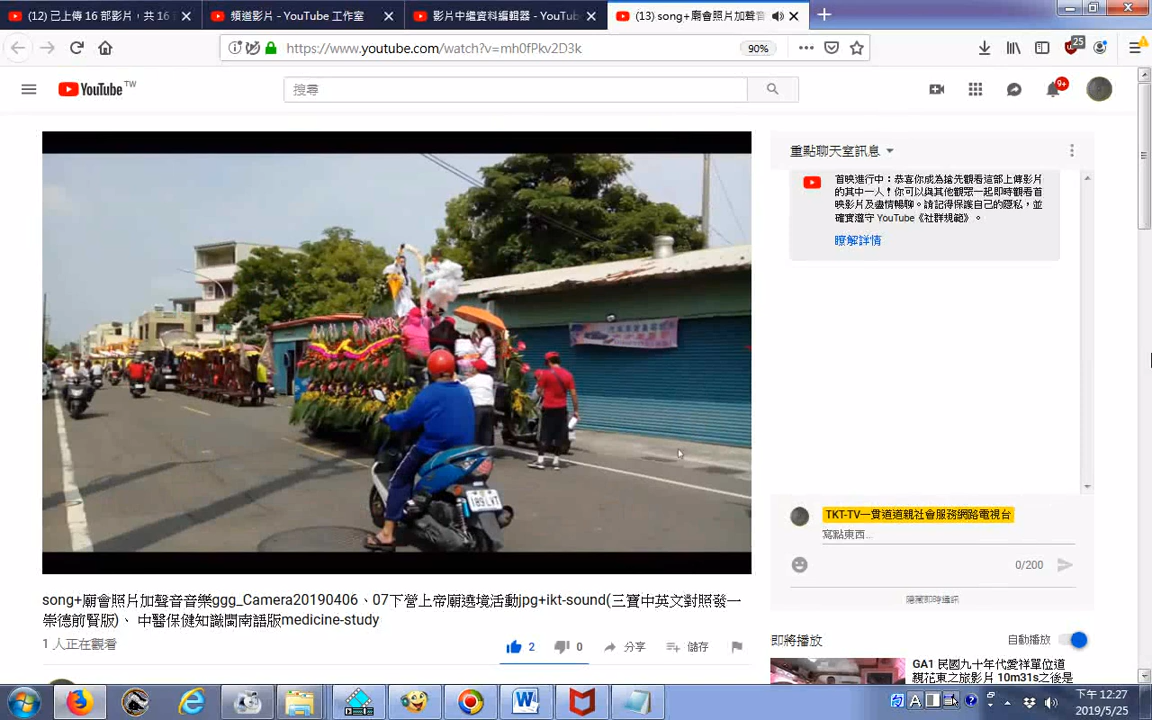 (12) 已上傳 16 部影片，共 16
頻道影片 - YouTube 工作室
影片中繼資料編輯器 - YouTub
(13) song+廟會照片加聲音
https://www.youtube.com/watch?v=mh0fPkv2D3k
90%
25
YouTube TW
搜尋
9+
重點聊天室訊息
首映進行中：恭喜你成為搶先觀看這部上傳影片
的其中一人！你可以與其他觀眾一起即時觀看首
映影片及盡情暢聊。請記得保護自己的隱私，並
確實遵守 YouTube《社群規範》。
瞭解詳情
TKT-TV一貫道道親社會服務網路電視台
寫點東西...
0/200
隱藏即時通訊
song+廟會照片加聲音音樂ggg_Camera20190406、07下營上帝廟遶境活動jpg+ikt-sound(三寶中英文對照發一
崇德前賢版)、 中醫保健知識閩南語版medicine-study
1 人正在觀看
2
0
分享
儲存
即將播放
自動播放
GA1 民國九十年代愛祥單位道
親花東之旅影片 10m31s之後是
下午 12:27
2019/5/25